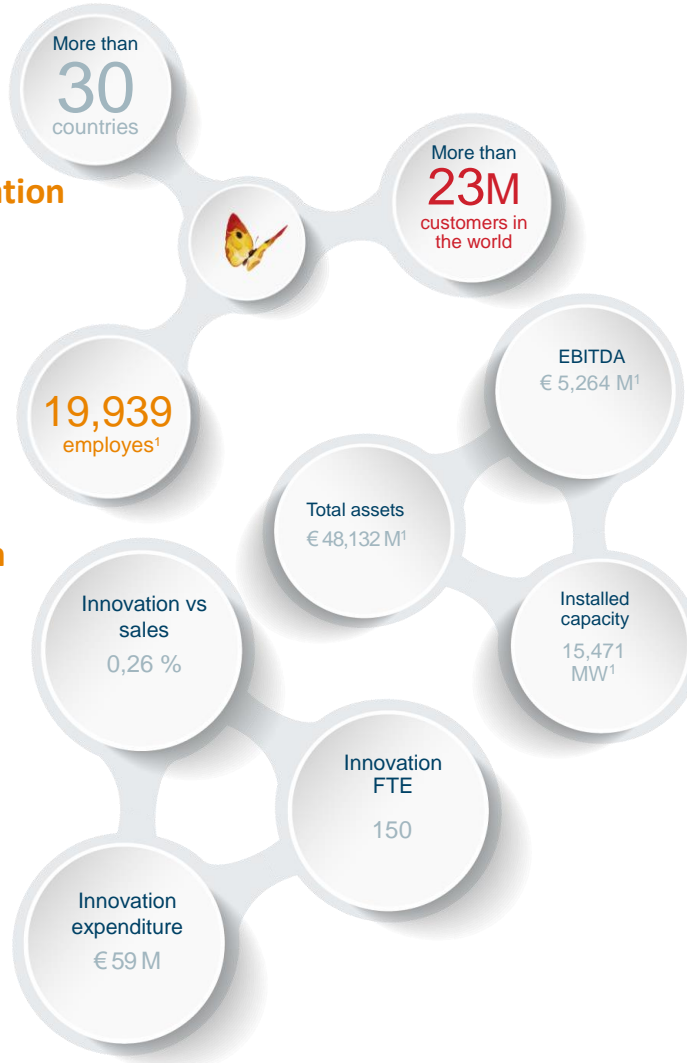 More than
30
countries
More than
23M
customers in
the world
19,939
employes¹
EBITDA
€ 5,264 M¹
Total assets
€ 48,132 M¹
Installed
capacity
15,471
MW¹
Innovation vs
sales
0,26 %
Innovation
FTE
150
Innovation
expenditure
€ 59 M